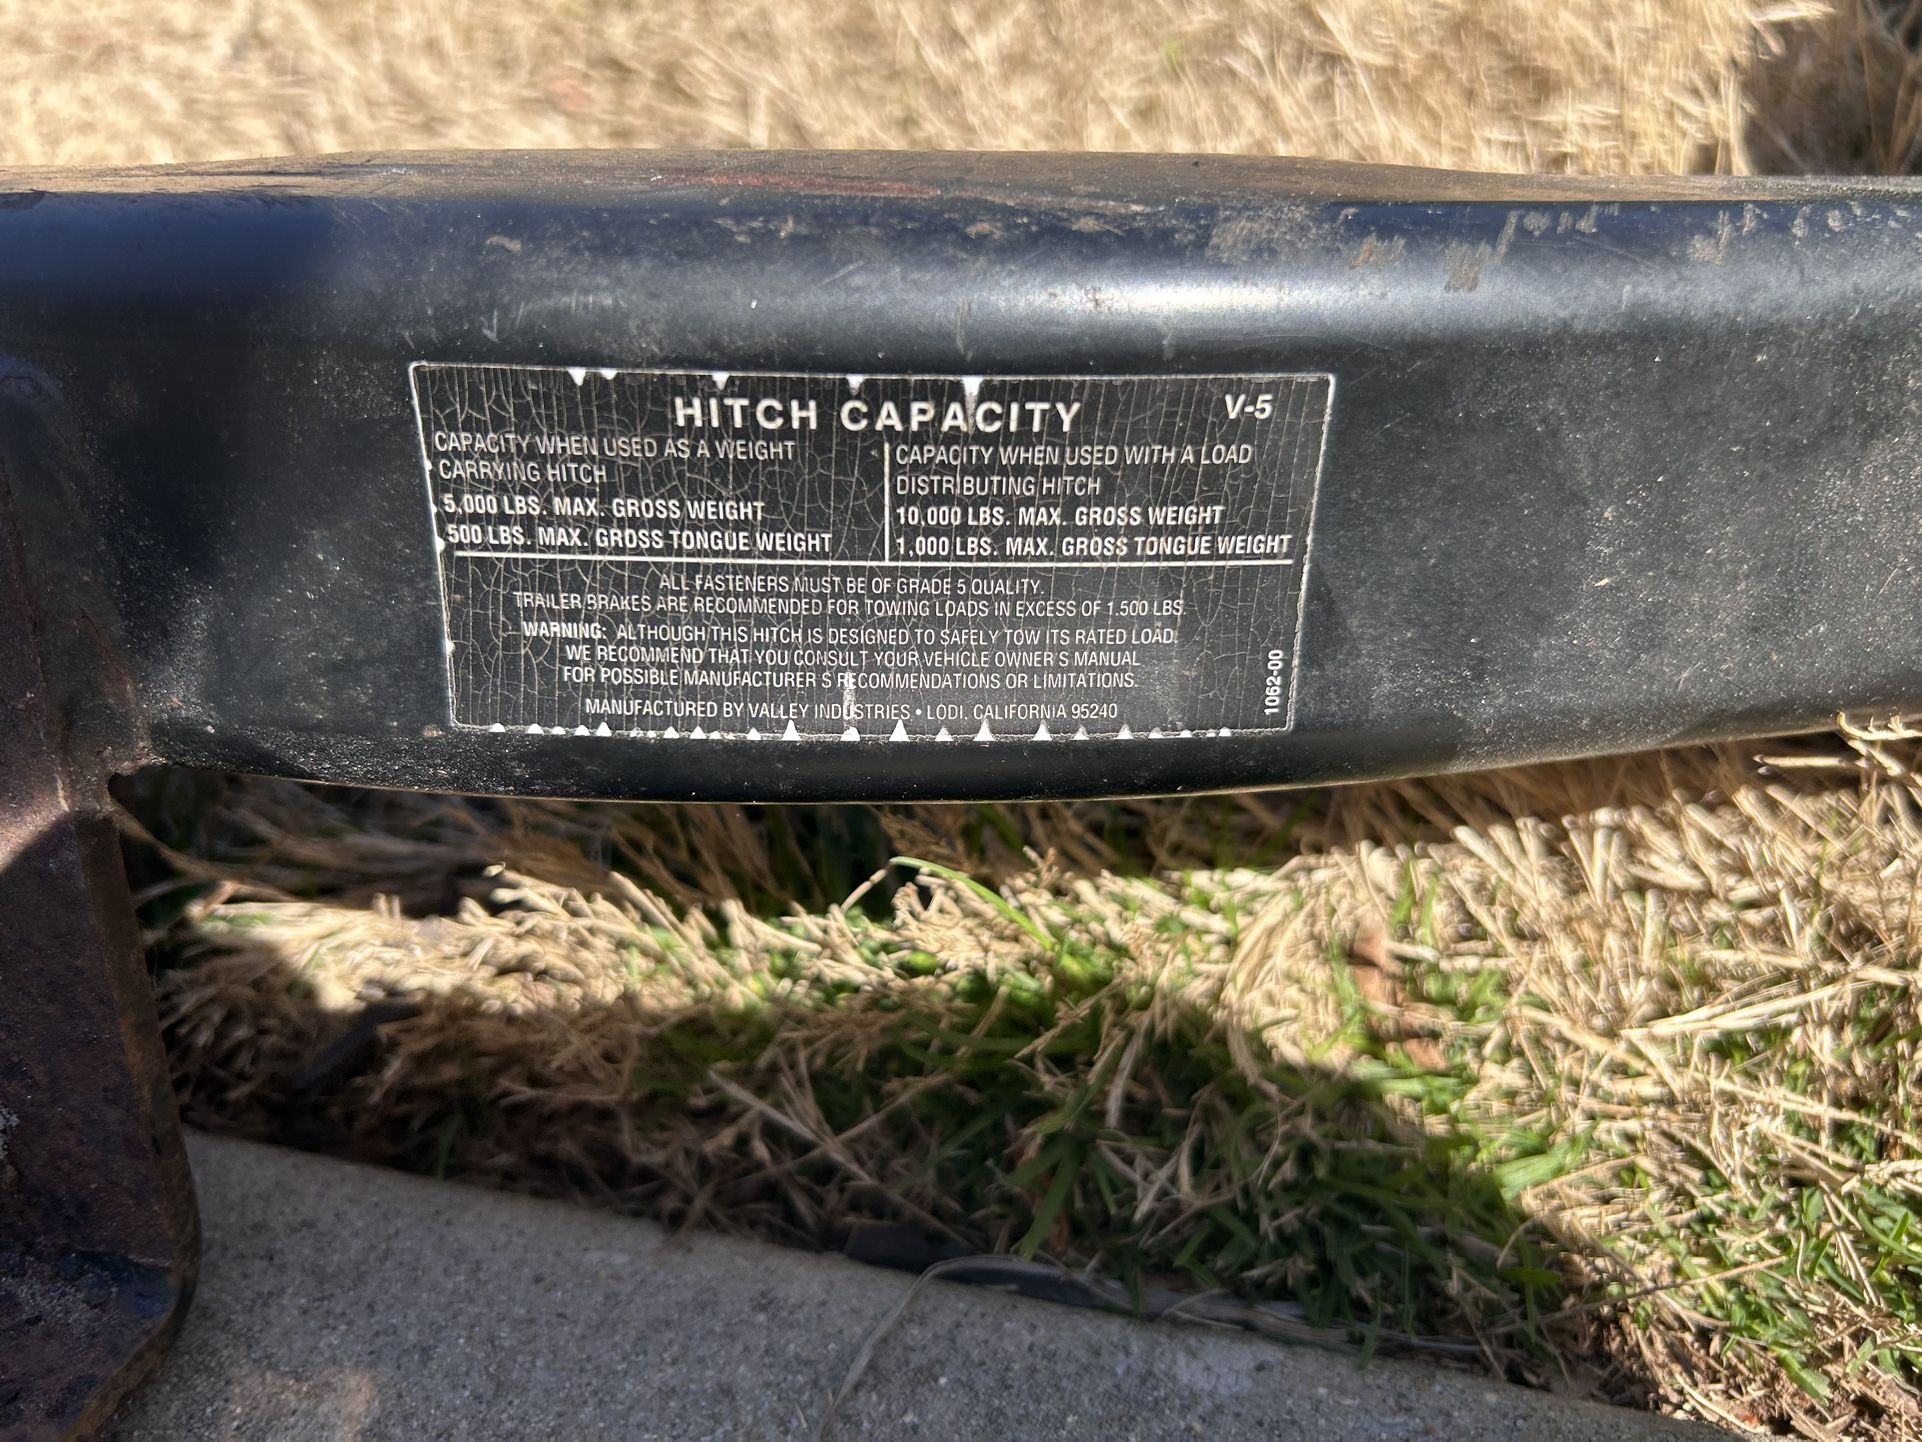 HITCH CAPACITY
V-5
CAPACITY WHEN USED AS A WEIGHT
CARRYING HITCH
5,000 LBS. MAX. GROSS WEIGHT
500 LBS. MAX. GROSS TONGUE WEIGHT
CAPACITY WHEN USED WITH A LOAD
DISTRIBUTING HITCH
10,000 LBS. MAX. GROSS WEIGHT
1,000 LBS. MAX. GROSS TONGUE WEIGHT
ALL FASTENERS MUST BE OF GRADE 5 QUALITY.
TRAILER BRAKES ARE RECOMMENDED FOR TOWING LOADS IN EXCESS OF 1.500 LBS.
WARNING: ALTHOUGH THIS HITCH IS DESIGNED TO SAFELY TOW ITS RATED LOAD.
WE RECOMMEND THAT YOU CONSULT YOUR VEHICLE OWNER'S MANUAL
FOR POSSIBLE MANUFACTURER'S RECOMMENDATIONS OR LIMITATIONS.
MANUFACTURED BY VALLEY INDUSTRIES • LODI, CALIFORNIA 95240
1062-00